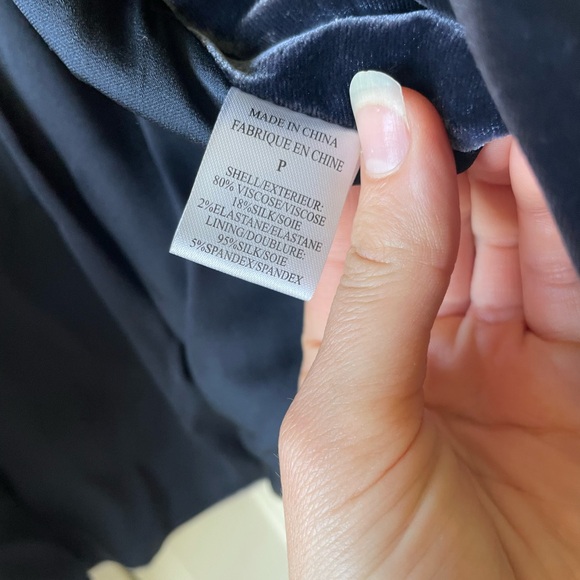 MADE IN CHINA
FABRIQUE EN CHINE
P
SHELL/EXTERIEUR:
80% VISCOSE/VISCOSE
18%SILK/SOIE
2%ELASTANE/ELASTANE
LINING/DOUBLURE:
95%SILK/SOIE
5%SPANDEX/SPANDEX